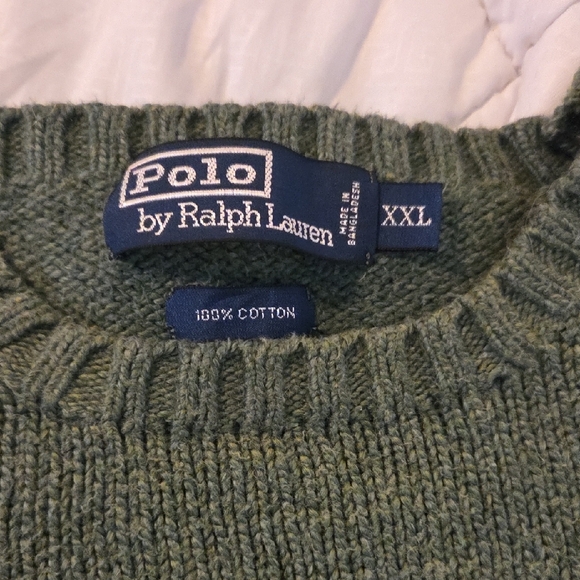 Polo
by Ralph Lauren
MADE IN
BANGLADESH
XXL
100% COTTON